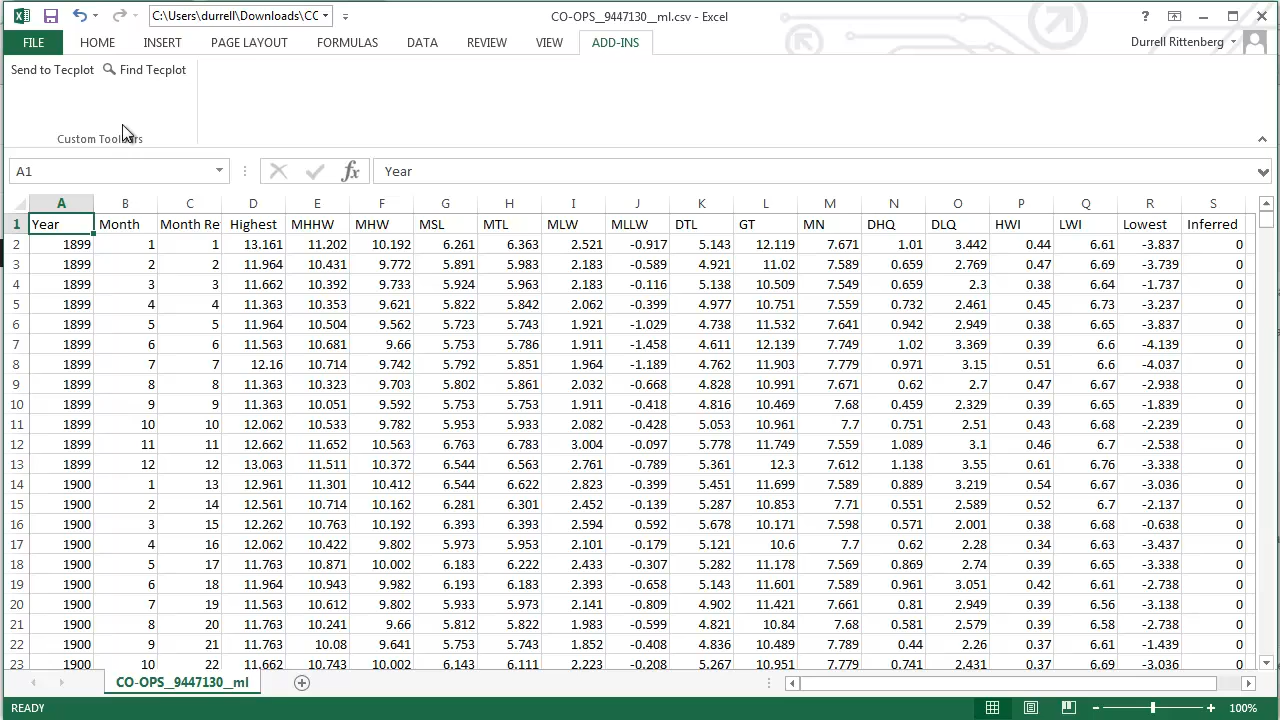 C:\Users\durrell\Downloads\CC
CO-OPS__9447130__ml.csv - Excel
FILE HOME INSERT PAGE LAYOUT FORMULAS DATA REVIEW VIEW ADD-INS Durrell Rittenberg
Send to Tecplot Find Tecplot
Custom Toolbars
A1 fx Year
A B C D E F G H I J K L M N O P Q R S
1 Year Month Month Re Highest MHHW MHW MSL MTL MLW MLLW DTL GT MN DHQ DLQ HWI LWI Lowest Inferred
2 1899 1 1 13.161 11.202 10.192 6.261 6.363 2.521 -0.917 5.143 12.119 7.671 1.01 3.442 0.44 6.61 -3.837 0
3 1899 2 2 11.964 10.431 9.772 5.891 5.983 2.183 -0.589 4.921 11.02 7.589 0.659 2.769 0.47 6.69 -3.739 0
4 1899 3 3 11.662 10.392 9.733 5.924 5.963 2.183 -0.116 5.138 10.509 7.549 0.659 2.3 0.38 6.64 -1.737 0
5 1899 4 4 11.363 10.353 9.621 5.822 5.842 2.062 -0.399 4.977 10.751 7.559 0.732 2.461 0.45 6.73 -3.237 0
6 1899 5 5 11.964 10.504 9.562 5.723 5.743 1.921 -1.029 4.738 11.532 7.641 0.942 2.949 0.38 6.65 -3.837 0
7 1899 6 6 11.563 10.681 9.66 5.753 5.786 1.911 -1.458 4.611 12.139 7.749 1.02 3.369 0.39 6.6 -4.139 0
8 1899 7 7 12.16 10.714 9.742 5.792 5.851 1.964 -1.189 4.762 11.903 7.779 0.971 3.15 0.51 6.6 -4.037 0
9 1899 8 8 11.363 10.323 9.703 5.802 5.861 2.032 -0.668 4.828 10.991 7.671 0.62 2.7 0.47 6.67 -2.938 0
10 1899 9 9 11.363 10.051 9.592 5.753 5.753 1.911 -0.418 4.816 10.469 7.68 0.459 2.329 0.39 6.65 -1.839 0
11 1899 10 10 12.062 10.533 9.782 5.953 5.933 2.082 -0.428 5.053 10.961 7.7 0.751 2.51 0.43 6.68 -2.239 0
12 1899 11 11 12.662 11.652 10.563 6.763 6.783 3.004 -0.097 5.778 11.749 7.559 1.089 3.1 0.46 6.7 -2.538 0
13 1899 12 12 13.063 11.511 10.372 6.544 6.563 2.761 -0.789 5.361 12.3 7.612 1.138 3.55 0.61 6.76 -3.338 0
14 1900 1 13 12.961 11.301 10.412 6.544 6.622 2.823 -0.399 5.451 11.699 7.589 0.889 3.219 0.54 6.67 -3.036 0
15 1900 2 14 12.561 10.714 10.162 6.281 6.301 2.452 -0.139 5.287 10.853 7.71 0.551 2.589 0.52 6.7 -2.137 0
16 1900 3 15 12.262 10.763 10.192 6.393 6.393 2.594 0.592 5.678 10.171 7.598 0.571 2.001 0.38 6.68 -0.638 0
17 1900 4 16 12.062 10.422 9.802 5.973 5.953 2.101 -0.179 5.121 10.6 7.7 0.62 2.28 0.34 6.63 -3.437 0
18 1900 5 17 11.763 10.871 10.002 6.183 6.222 2.433 -0.307 5.282 11.178 7.569 0.869 2.74 0.39 6.65 -3.338 0
19 1900 6 18 11.964 10.943 9.982 6.193 6.183 2.393 -0.658 5.143 11.601 7.589 0.961 3.051 0.42 6.61 -2.738 0
20 1900 7 19 11.563 10.612 9.802 5.933 5.973 2.141 -0.809 4.902 11.421 7.661 0.81 2.949 0.39 6.56 -3.138 0
21 1900 8 20 11.763 10.241 9.66 5.812 5.822 1.983 -0.599 4.821 10.84 7.68 0.581 2.579 0.39 6.58 -2.738 0
22 1900 9 21 11.763 10.08 9.641 5.753 5.743 1.852 -0.408 4.836 10.489 7.789 0.44 2.26 0.37 6.61 -1.439 0
23 1900 10 22 11.662 10.743 10.002 6.143 6.111 2.223 -0.208 5.267 10.951 7.779 0.741 2.431 0.37 6.69 -3.036 0
CO-OPS__9447130__ml
READY 100%